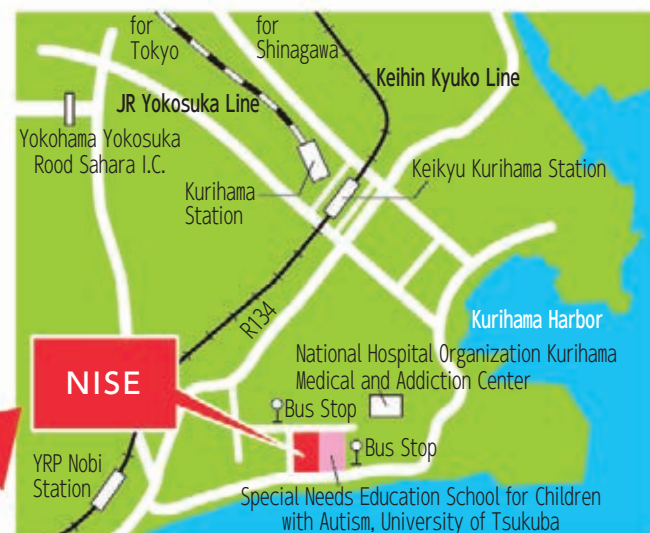 for
Tokyo
for
Shinagawa
Keihin Kyuko Line
JR Yokosuka Line
Yokohama Yokosuka
Rood Sahara I.C.
Kurihama
Station
Keikyu Kurihama Station
R134
Kurihama Harbor
NISE
National Hospital Organization Kurihama
Medical and Addiction Center
Bus Stop
Bus Stop
YRP Nobi
Station
Special Needs Education School for Children
with Autism, University of Tsukuba